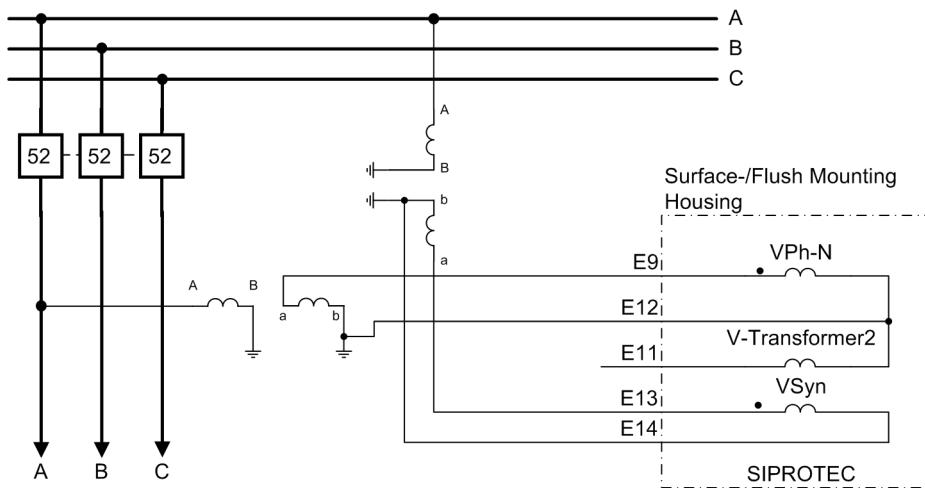 A
B
C
A
52 52 52
B
Surface-/Flush Mounting
Housing
b
a
E9
VPh-N
A B
a b
E12
V-Transformer2
E11
VSyn
E13
E14
A B C
SIPROTEC